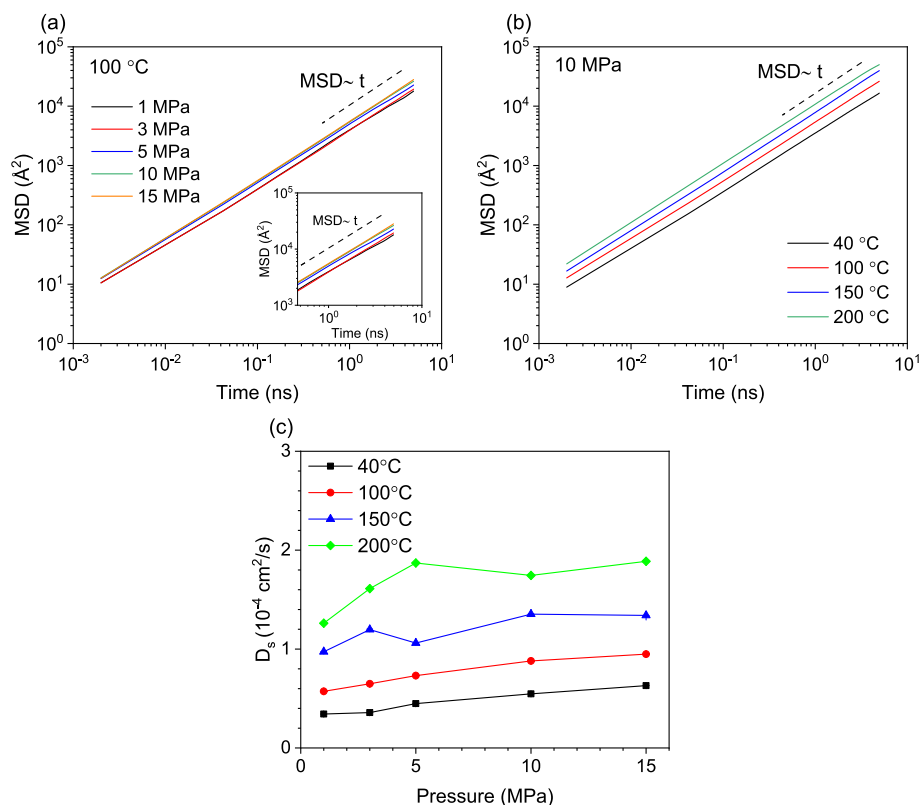 (a)
100 °C
MSD~ t
1 MPa
3 MPa
5 MPa
10 MPa
15 MPa
MSD (Å²)
10⁵
10⁴
10³
10²
10¹
10⁰
10⁻³ 10⁻² 10⁻¹ 10⁰ 10¹
Time (ns)
MSD~ t
MSD (Å²)
10⁵
10⁴
10³
10⁰ 10¹
Time (ns)
(b)
10 MPa
MSD~ t
MSD (Å²)
10⁵
10⁴
10³
10²
10¹
10⁰
40 °C
100 °C
150 °C
200 °C
10⁻³ 10⁻² 10⁻¹ 10⁰ 10¹
Time (ns)
(c)
40°C
100°C
150°C
200°C
Dₛ (10⁻⁴ cm²/s)
3
2
1
0
0 5 10 15
Pressure (MPa)